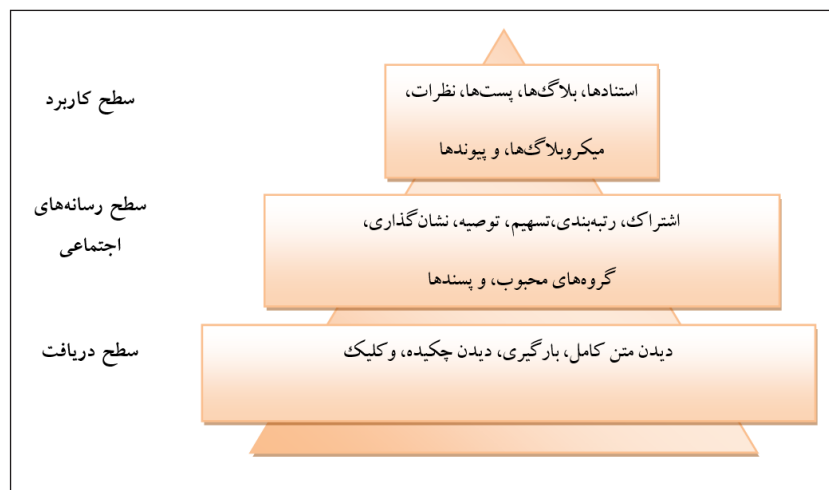 سطح کاربرد
استنادها، بلاگ‌ها، پست‌ها، نظرات،
میکروبلاگ‌ها، و پیوندها
سطح رسانه‌های
اجتماعی
اشتراک، رتبه‌بندی،تسهیم، توصیه، نشان‌گذاری،
گروه‌های محبوب، و پسندها
سطح دریافت
دیدن متن کامل، بارگیری، دیدن چکیده، وکلیک